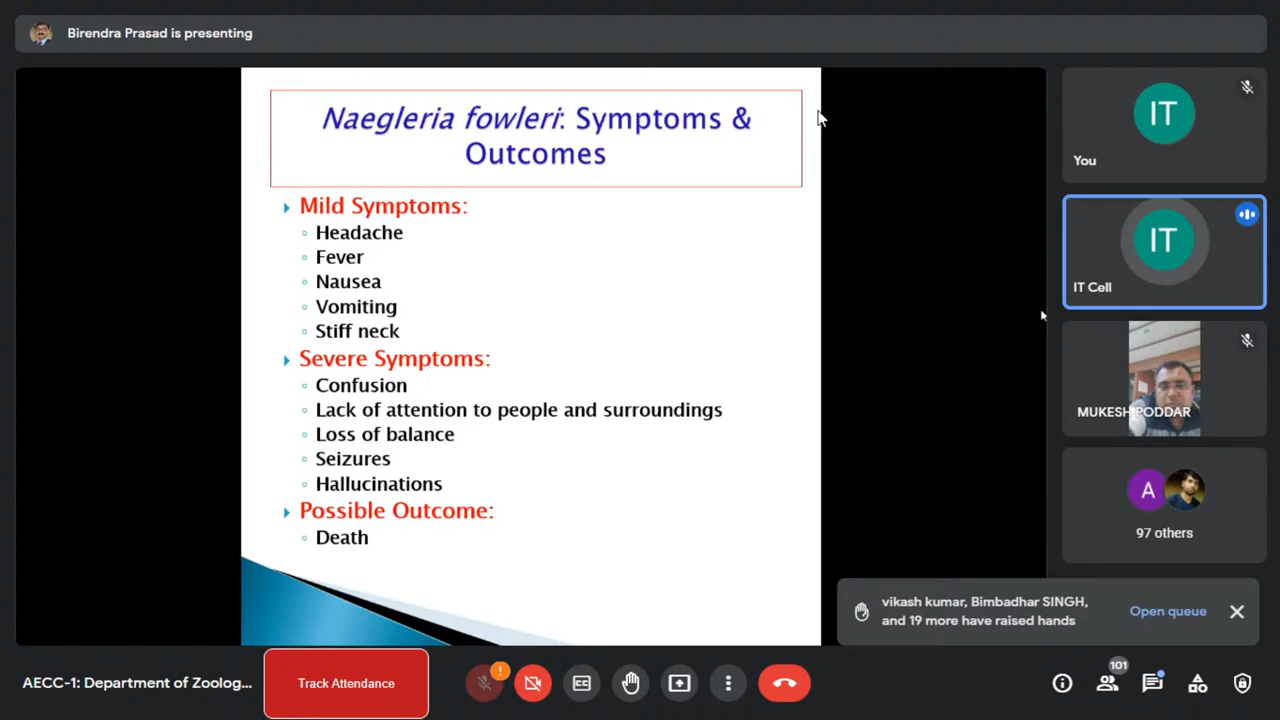 Birendra Prasad is presenting
Naegleria fowleri: Symptoms &
Outcomes
Mild Symptoms:
Headache
Fever
Nausea
Vomiting
Stiff neck
Severe Symptoms:
Confusion
Lack of attention to people and surroundings
Loss of balance
Seizures
Hallucinations
Possible Outcome:
Death
IT
You
IT
IT Cell
MUKESH PODDAR
A
97 others
vikash kumar, Bimbadhar SINGH,
and 19 more have raised hands
Open queue
AECC-1: Department of Zoolog...
Track Attendance
!
CC
101